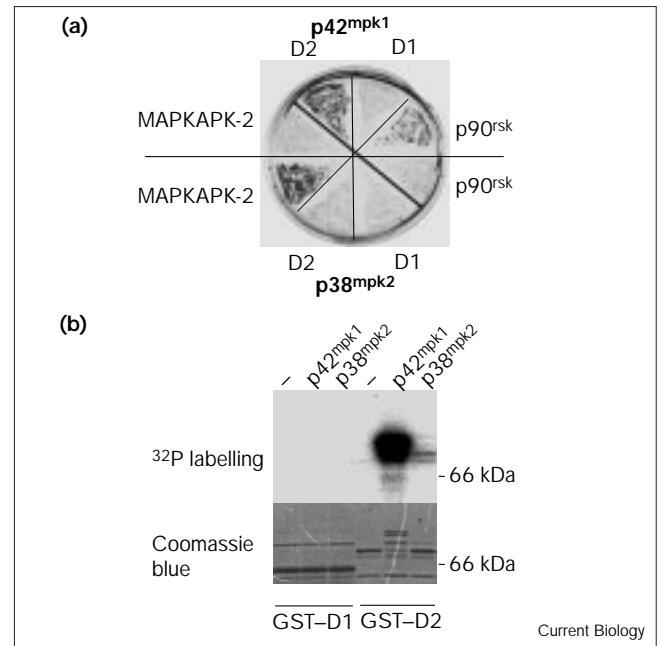 (a)
p42mpk1
D2 D1
MAPKAPK-2 p90rsk
MAPKAPK-2 p90rsk
D2 D1
p38mpk2
(b)
– p42mpk1 p38mpk2 – p42mpk1 p38mpk2
32P labelling
- 66 kDa
Coomassie
blue
- 66 kDa
GST–D1 GST–D2
Current Biology